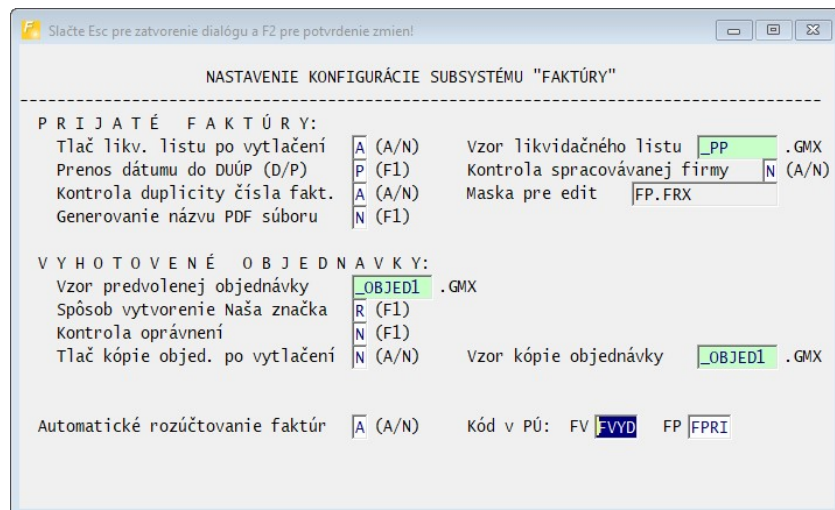 Slačte Esc pre zatvorenie dialógu a F2 pre potvrdenie zmien!
NASTAVENIE KONFIGURÁCIE SUBSYSTÉMU "FAKTÚRY"
P R I J A T É F A K T Ú R Y:
Tlač likv. listu po vytlačení A (A/N) Vzor likvidačného listu _PP .GMX
Prenos dátumu do DUÚP (D/P) P (F1) Kontrola spracovávanej firmy N (A/N)
Kontrola duplicity čísla fakt. A (A/N) Maska pre edit FP.FRX
Generovanie názvu PDF súboru N (F1)
V Y H O T O V E N É O B J E D N A V K Y:
Vzor predvolenej objednávky _OBJED1 .GMX
Spôsob vytvorenie Naša značka R (F1)
Kontrola oprávnení N (F1)
Tlač kópie objed. po vytlačení N (A/N) Vzor kópie objednávky _OBJED1 .GMX
Automatické rozúčtovanie faktúr A (A/N) Kód v PÚ: FV FVYD FP FPRI